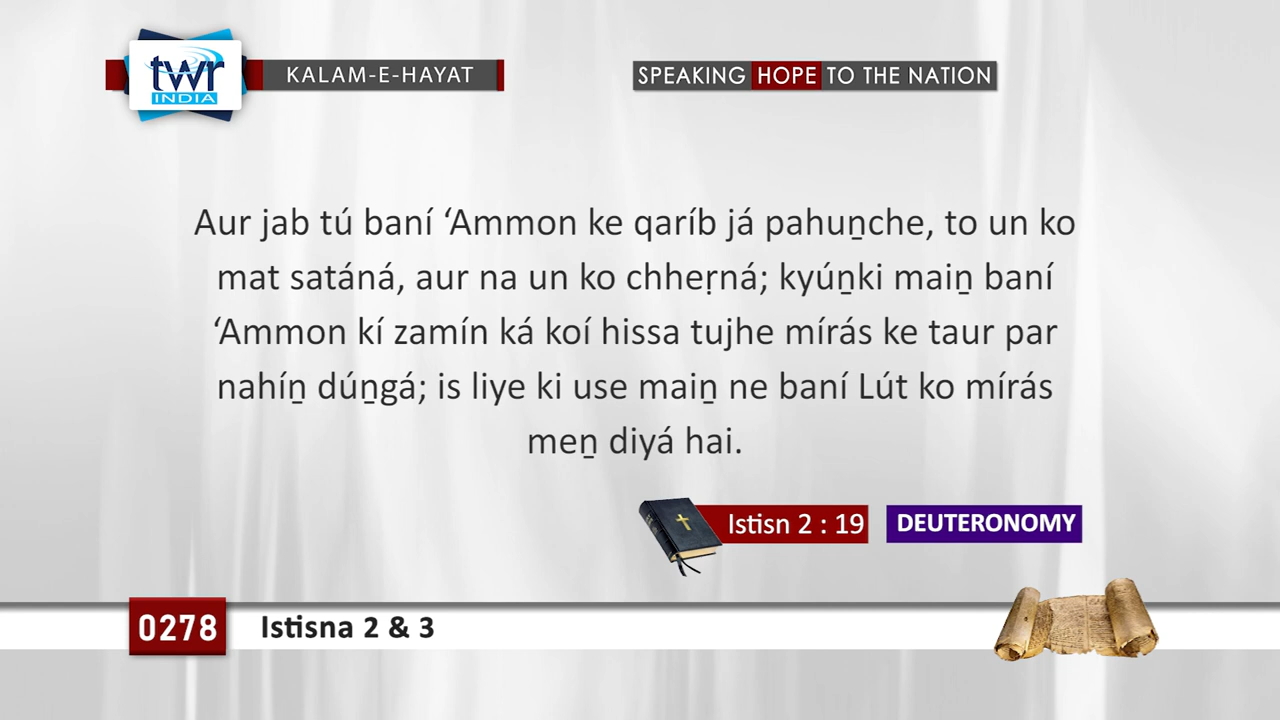 twr
INDIA
KALAM-E-HAYAT
SPEAKING HOPE TO THE NATION
Aur jab tú baní ‘Ammon ke qaríb já pahuṉche, to un ko
mat satáná, aur na un ko chheṛná; kyúṉki maiṉ baní
‘Ammon kí zamín ká koí hissa tujhe mírás ke taur par
nahíṉ dúṉgá; is liye ki use maiṉ ne baní Lút ko mírás
meṉ diyá hai.
Istisn 2 : 19
DEUTERONOMY
0278
Istisna 2 & 3